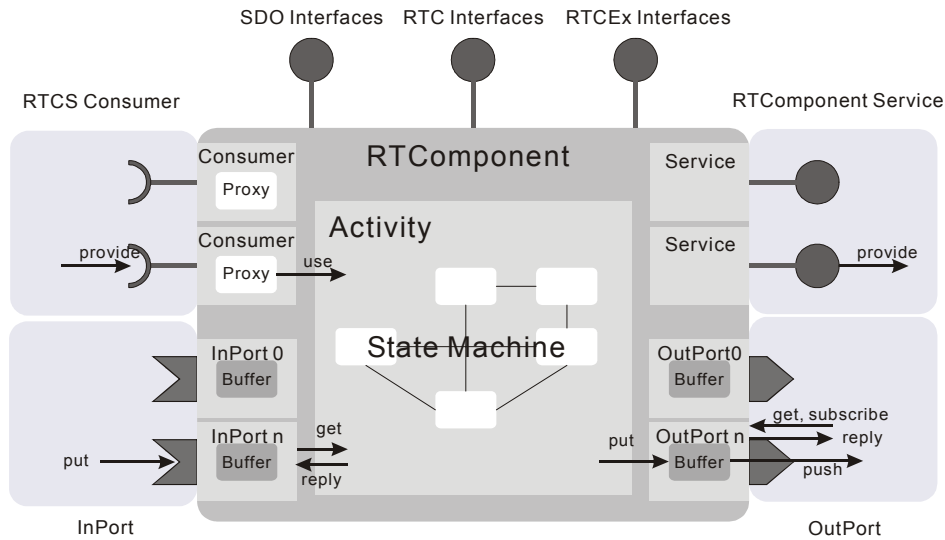 SDO Interfaces RTC Interfaces RTCEx Interfaces
RTCS Consumer
RTComponent Service
RTComponent
Consumer
Proxy
Service
Activity
Consumer
Proxy
provide
use
Service
provide
State Machine
InPort 0
Buffer
OutPort0
Buffer
InPort n
Buffer
put
get
reply
put
OutPort n
Buffer
get, subscribe
reply
push
InPort
OutPort